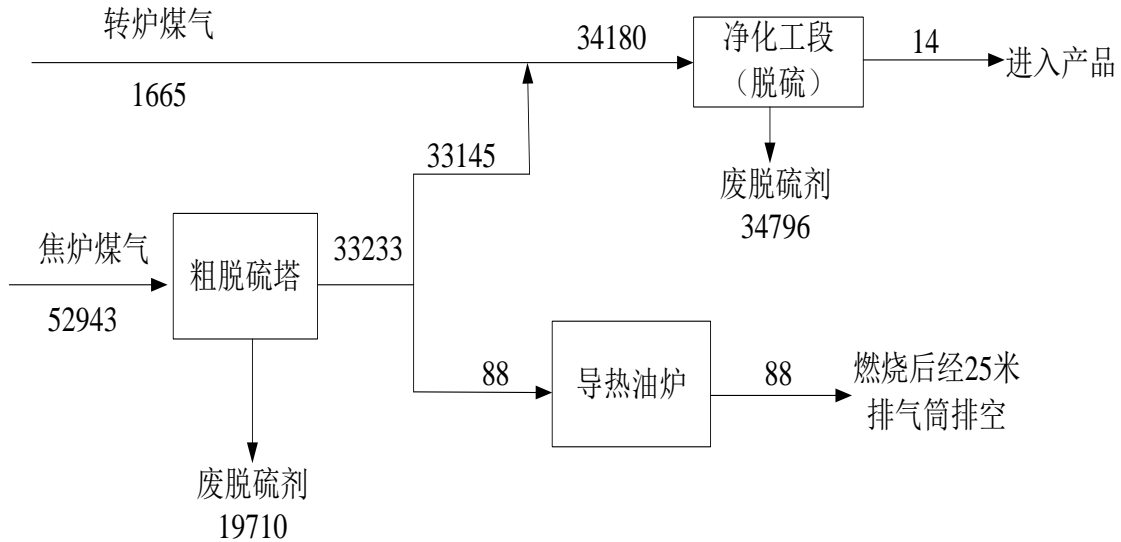 转炉煤气
1665
34180
净化工段
（脱硫）
14
进入产品
33145
废脱硫剂
34796
焦炉煤气
52943
粗脱硫塔
33233
88
导热油炉
88
燃烧后经25米
排气筒排空
废脱硫剂
19710